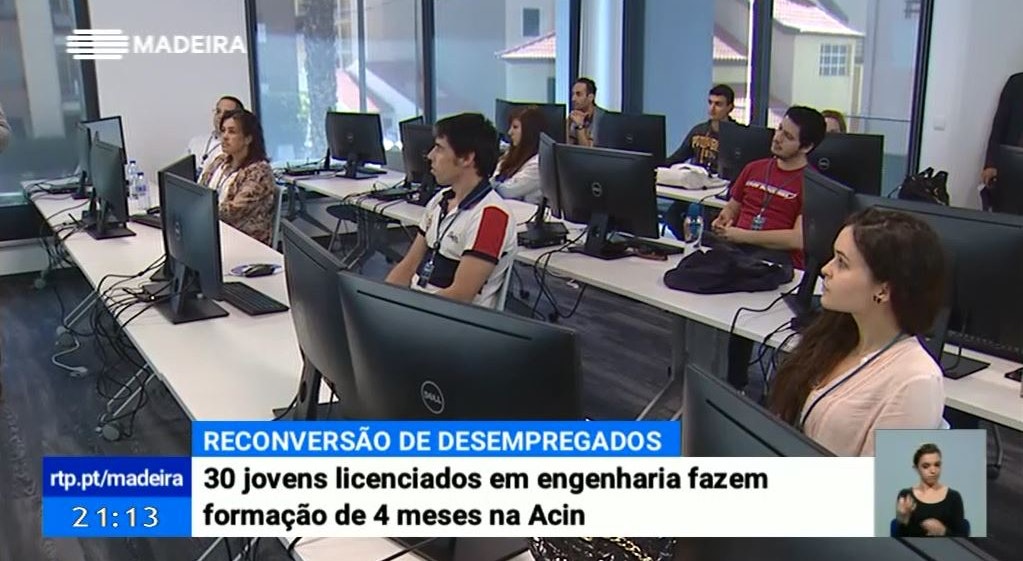 MADEIRA
DELL
RECONVERSÃO DE DESEMPREGADOS
rtp.pt/madeira
30 jovens licenciados em engenharia fazem
formação de 4 meses na Acin
21:13